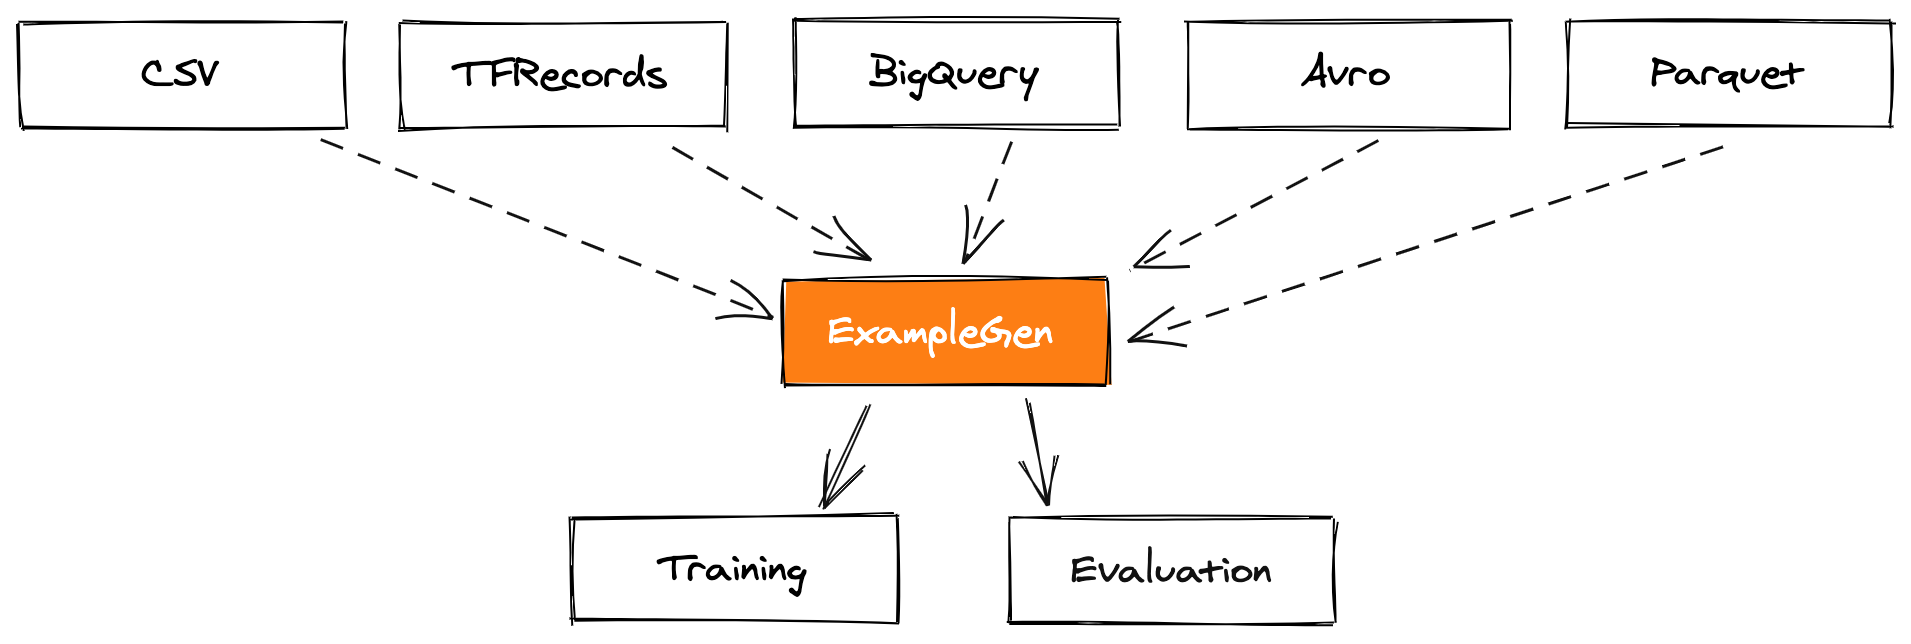 CSV
TFRecords
BigQuery
Avro
Parquet
ExampleGen
Training
Evaluation